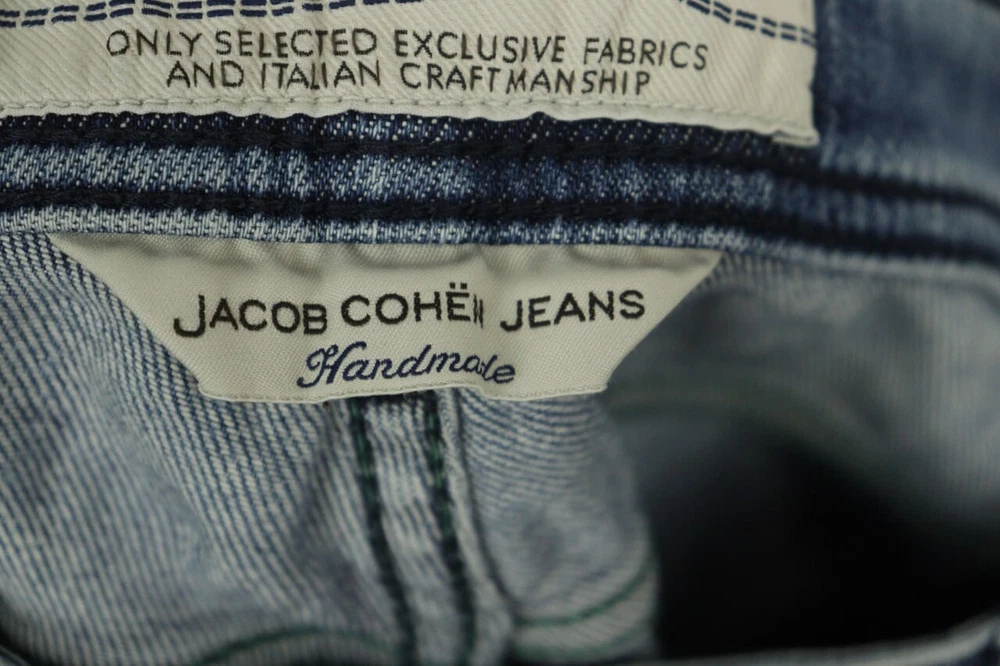 ONLY SELECTED EXCLUSIVE FABRICS
AND ITALIAN CRAFTMANSHIP
JACOB COHËN JEANS
Handmade